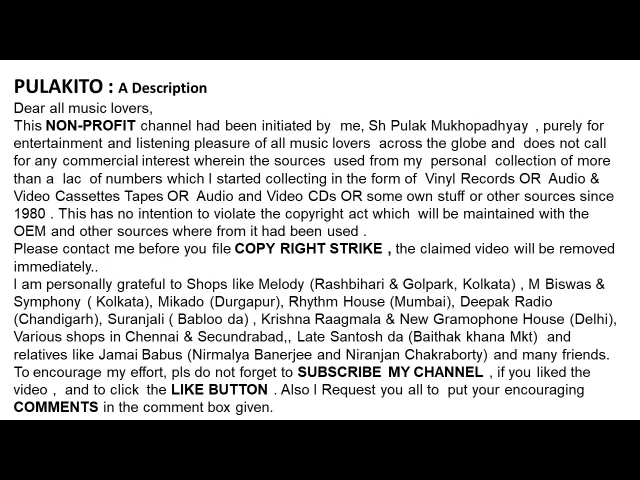 PULAKITO : A Description
Dear all music lovers,
This NON-PROFIT channel had been initiated by me, Sh Pulak Mukhopadhyay , purely for
entertainment and listening pleasure of all music lovers across the globe and does not call
for any commercial interest wherein the sources used from my personal collection of more
than a lac of numbers which I started collecting in the form of Vinyl Records OR Audio &
Video Cassettes Tapes OR Audio and Video CDs OR some own stuff or other sources since
1980 . This has no intention to violate the copyright act which will be maintained with the
OEM and other sources where from it had been used .
Please contact me before you file COPY RIGHT STRIKE , the claimed video will be removed
immediately..
I am personally grateful to Shops like Melody (Rashbihari & Golpark, Kolkata) , M Biswas &
Symphony ( Kolkata), Mikado (Durgapur), Rhythm House (Mumbai), Deepak Radio
(Chandigarh), Suranjali ( Babloo da) , Krishna Raagmala & New Gramophone House (Delhi),
Various shops in Chennai & Secundrabad,, Late Santosh da (Baithak khana Mkt) and
relatives like Jamai Babus (Nirmalya Banerjee and Niranjan Chakraborty) and many friends.
To encourage my effort, pls do not forget to SUBSCRIBE MY CHANNEL , if you liked the
video , and to click the LIKE BUTTON . Also I Request you all to put your encouraging
COMMENTS in the comment box given.